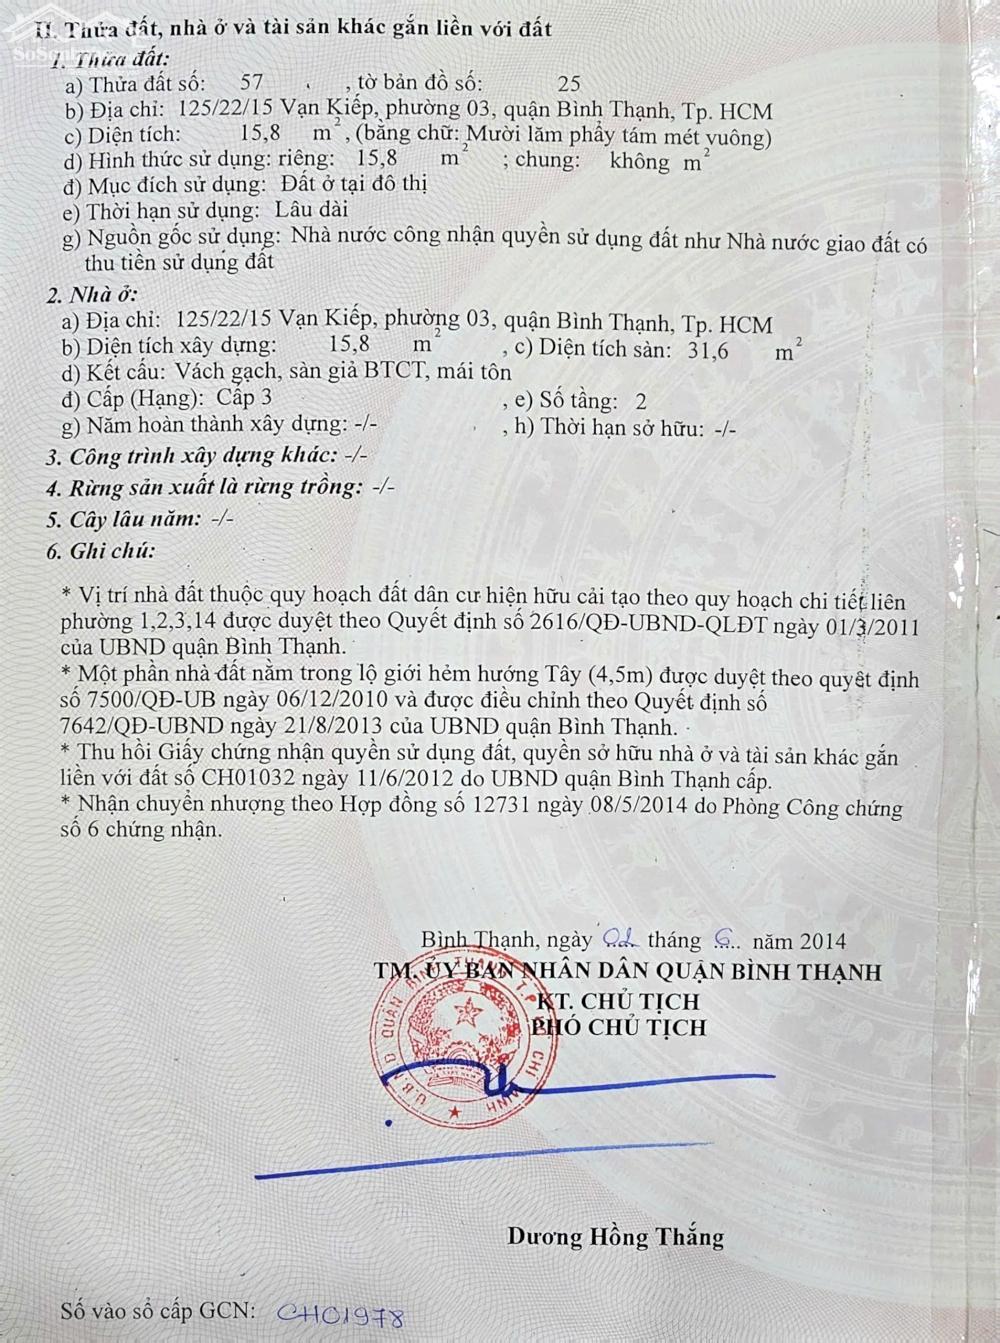 II. Thửa đất, nhà ở và tài sản khác gắn liền với đất
1. Thửa đất:
a) Thửa đất số: 57 , tờ bản đồ số: 25
b) Địa chỉ: 125/22/15 Vạn Kiếp, phường 03, quận Bình Thạnh, Tp. HCM
c) Diện tích: 15,8 m², (bằng chữ: Mười lăm phẩy tám mét vuông)
d) Hình thức sử dụng: riêng: 15,8 m² ; chung: không m²
đ) Mục đích sử dụng: Đất ở tại đô thị
e) Thời hạn sử dụng: Lâu dài
g) Nguồn gốc sử dụng: Nhà nước công nhận quyền sử dụng đất như Nhà nước giao đất có
thu tiền sử dụng đất
2. Nhà ở:
a) Địa chỉ: 125/22/15 Vạn Kiếp, phường 03, quận Bình Thạnh, Tp. HCM
b) Diện tích xây dựng: 15,8 m² , c) Diện tích sàn: 31,6 m²
d) Kết cấu: Vách gạch, sàn giả BTCT, mái tôn
đ) Cấp (Hạng): Cấp 3 , e) Số tầng: 2
g) Năm hoàn thành xây dựng: -/- , h) Thời hạn sở hữu: -/-
3. Công trình xây dựng khác: -/-
4. Rừng sản xuất là rừng trồng: -/-
5. Cây lâu năm: -/-
6. Ghi chú:
* Vị trí nhà đất thuộc quy hoạch đất dân cư hiện hữu cải tạo theo quy hoạch chi tiết liên
phường 1,2,3,14 được duyệt theo Quyết định số 2616/QĐ-UBND-QLĐT ngày 01/3/2011
của UBND quận Bình Thạnh.
* Một phần nhà đất nằm trong lộ giới hẻm hướng Tây (4,5m) được duyệt theo quyết định
số 7500/QĐ-UB ngày 06/12/2010 và được điều chỉnh theo Quyết định số
7642/QĐ-UBND ngày 21/8/2013 của UBND quận Bình Thạnh.
* Thu hồi Giấy chứng nhận quyền sử dụng đất, quyền sở hữu nhà ở và tài sản khác gắn
liền với đất số CH01032 ngày 11/6/2012 do UBND quận Bình Thạnh cấp.
* Nhận chuyển nhượng theo Hợp đồng số 12731 ngày 08/5/2014 do Phòng Công chứng
số 6 chứng nhận.
Bình Thạnh, ngày 02 tháng 6 năm 2014
TM. ỦY BAN NHÂN DÂN QUẬN BÌNH THẠNH
KT. CHỦ TỊCH
PHÓ CHỦ TỊCH
U.B.N.D QUẬN BÌNH THẠNH T.P HỒ CHÍ MINH
Dương Hồng Thắng
Số vào sổ cấp GCN: CH01978